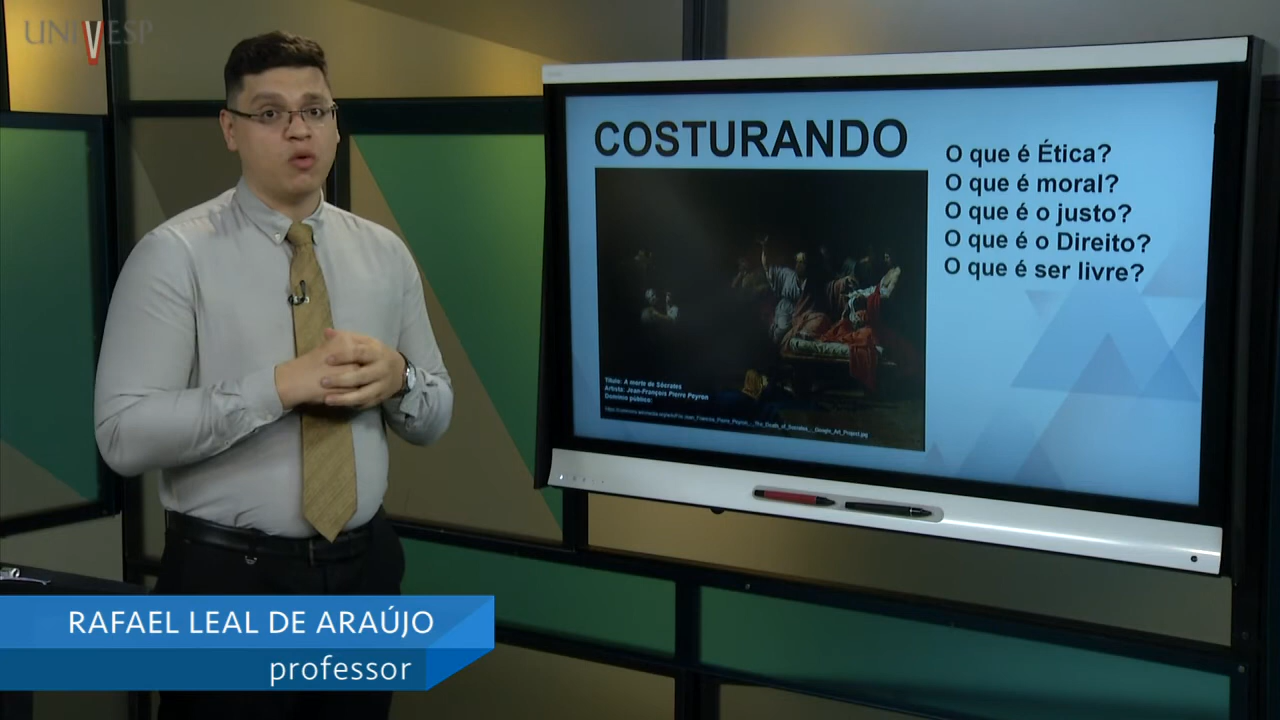 UNIVESP
COSTURANDO
O que é Ética?
O que é moral?
O que é o justo?
O que é o Direito?
O que é ser livre?
Título: A morte de Sócrates
Artista: Jean-François Pierre Peyron
Domínio público:
RAFAEL LEAL DE ARAÚJO
professor